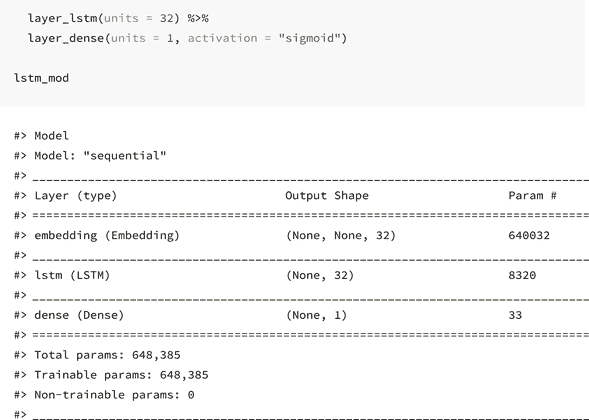 layer_lstm(units = 32) %>%
layer_dense(units = 1, activation = "sigmoid")
lstm_mod
#> Model
#> Model: "sequential"
#> ________________________________________________________________________________
#> Layer (type)                        Output Shape                    Param #
#> ================================================================================
#> embedding (Embedding)               (None, None, 32)                640032
#> ________________________________________________________________________________
#> lstm (LSTM)                         (None, 32)                      8320
#> ________________________________________________________________________________
#> dense (Dense)                       (None, 1)                       33
#> ================================================================================
#> Total params: 648,385
#> Trainable params: 648,385
#> Non-trainable params: 0
#> ________________________________________________________________________________